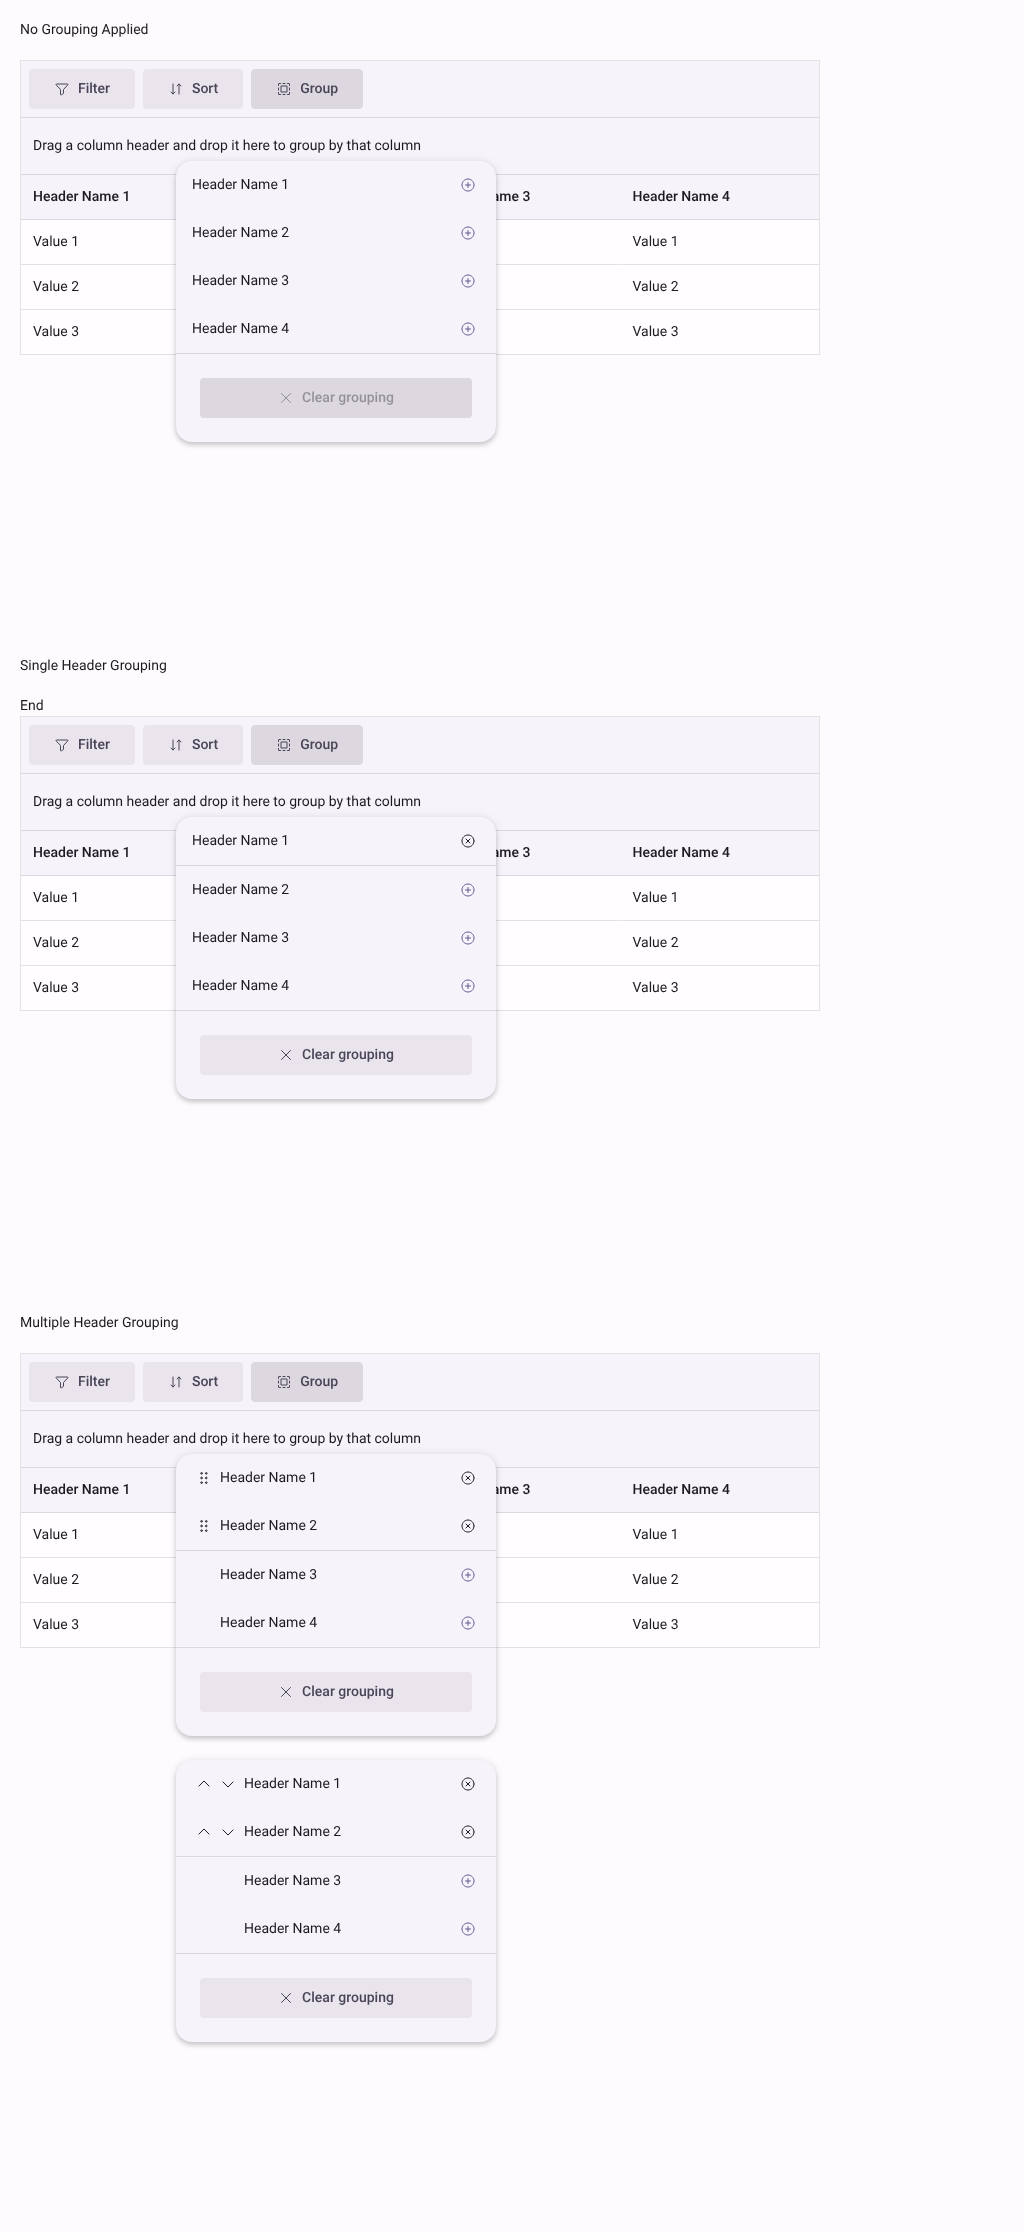 No Grouping Applied
Filter Sort Group
Drag a column header and drop it here to group by that column
Header Name 1 ame 3 Header Name 4
Header Name 1
Header Name 2
Value 1 Value 1
Header Name 3
Value 2 Value 2
Header Name 4
Value 3 Value 3
Clear grouping
Single Header Grouping
End
Filter Sort Group
Drag a column header and drop it here to group by that column
Header Name 1
Header Name 1 ame 3 Header Name 4
Header Name 2
Value 1 Value 1
Header Name 3
Value 2 Value 2
Header Name 4
Value 3 Value 3
Clear grouping
Multiple Header Grouping
Filter Sort Group
Drag a column header and drop it here to group by that column
Header Name 1
Header Name 1 ame 3 Header Name 4
Header Name 2
Value 1 Value 1
Header Name 3
Value 2 Value 2
Header Name 4
Value 3 Value 3
Clear grouping
Header Name 1
Header Name 2
Header Name 3
Header Name 4
Clear grouping